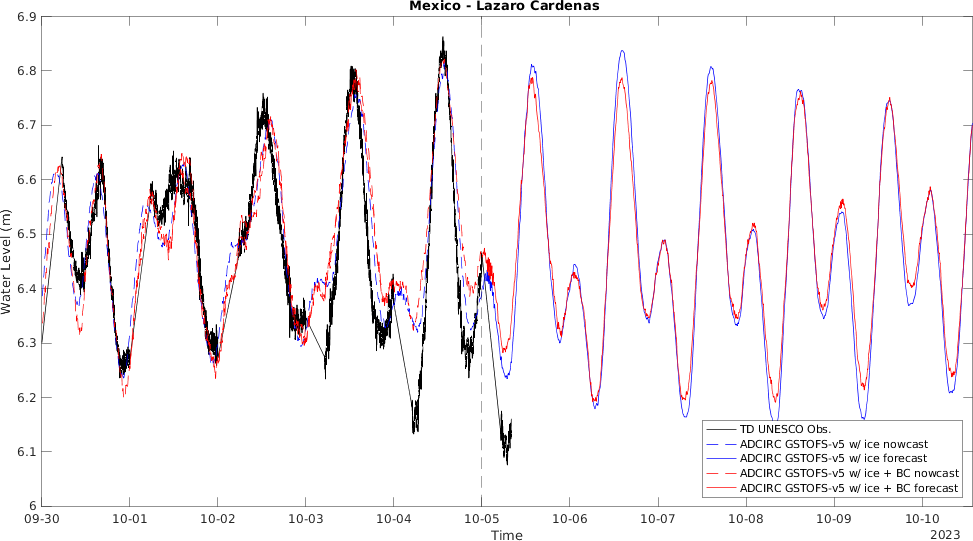 Mexico - Lazaro Cardenas
6.9
6.8
6.7
6.6
6.5
6.4
6.3
6.2
6.1
6
Water Level (m)
TD UNESCO Obs.
ADCIRC GSTOFS-v5 w/ ice nowcast
ADCIRC GSTOFS-v5 w/ ice forecast
ADCIRC GSTOFS-v5 w/ ice + BC nowcast
ADCIRC GSTOFS-v5 w/ ice + BC forecast
09-30 10-01 10-02 10-03 10-04 10-05 10-06 10-07 10-08 10-09 10-10
Time 2023